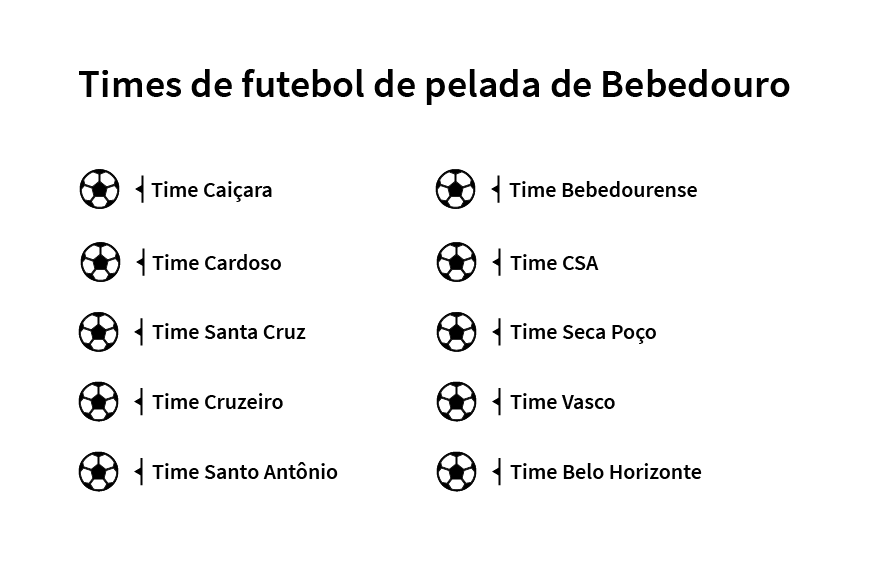 Times de futebol de pelada de Bebedouro
Time Caiçara
Time Cardoso
Time Santa Cruz
Time Cruzeiro
Time Santo Antônio
Time Bebedourense
Time CSA
Time Seca Poço
Time Vasco
Time Belo Horizonte